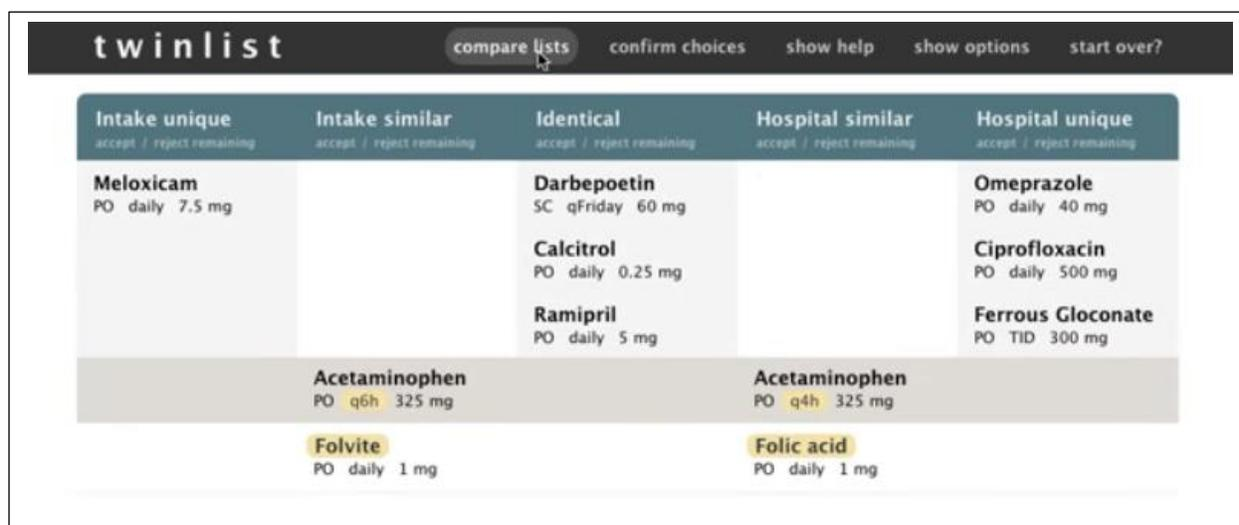 twinlist compare lists confirm choices show help show options start over?
Intake unique Intake similar Identical Hospital similar Hospital unique
accept / reject remaining accept / reject remaining accept / reject remaining accept / reject remaining accept / reject remaining
Meloxicam Darbepoetin Omeprazole
PO daily 7.5 mg SC qFriday 60 mg PO daily 40 mg
Calcitrol Ciprofloxacin
PO daily 0.25 mg PO daily 500 mg
Ramipril Ferrous Gloconate
PO daily 5 mg PO TID 300 mg
Acetaminophen Acetaminophen
PO q6h 325 mg PO q4h 325 mg
Folvite Folic acid
PO daily 1 mg PO daily 1 mg